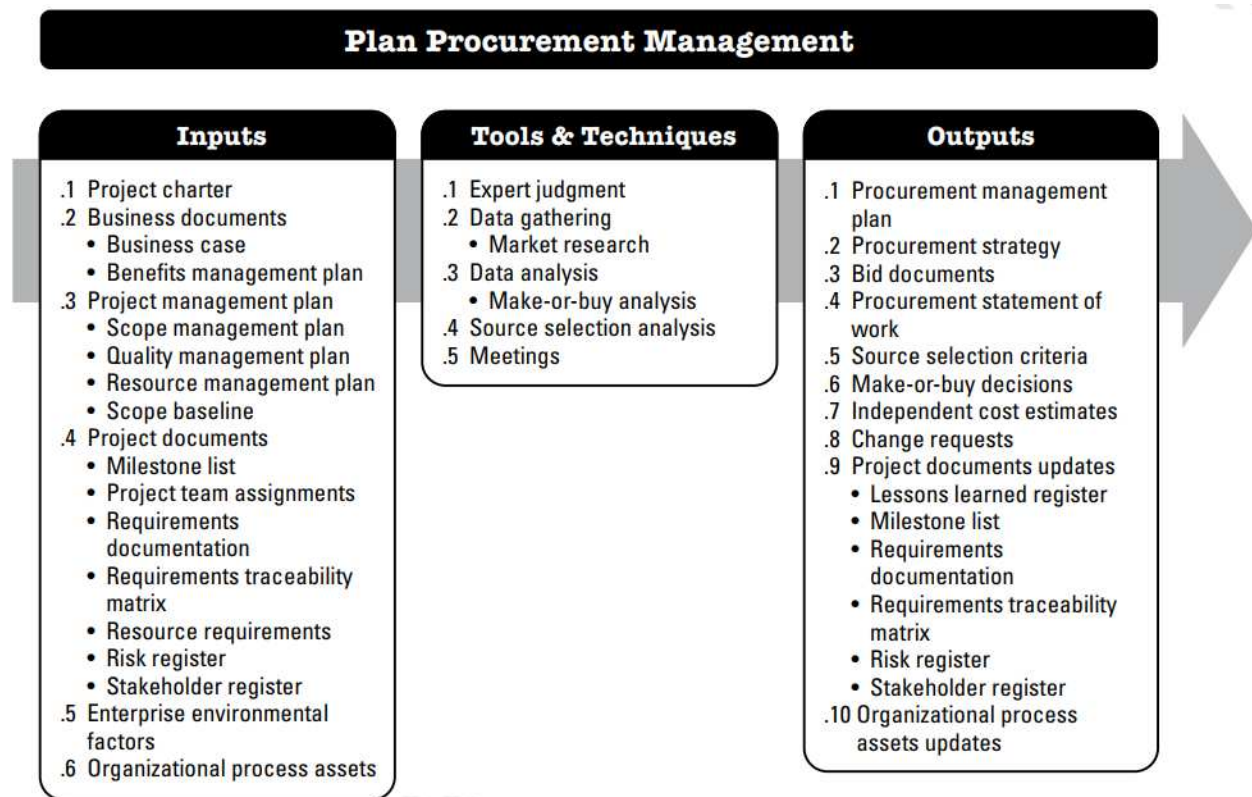 Plan Procurement Management
Inputs
.1 Project charter
.2 Business documents
• Business case
• Benefits management plan
.3 Project management plan
• Scope management plan
• Quality management plan
• Resource management plan
• Scope baseline
.4 Project documents
• Milestone list
• Project team assignments
• Requirements
documentation
• Requirements traceability
matrix
• Resource requirements
• Risk register
• Stakeholder register
.5 Enterprise environmental
factors
.6 Organizational process assets
Tools & Techniques
.1 Expert judgment
.2 Data gathering
• Market research
.3 Data analysis
• Make-or-buy analysis
.4 Source selection analysis
.5 Meetings
Outputs
.1 Procurement management
plan
.2 Procurement strategy
.3 Bid documents
.4 Procurement statement of
work
.5 Source selection criteria
.6 Make-or-buy decisions
.7 Independent cost estimates
.8 Change requests
.9 Project documents updates
• Lessons learned register
• Milestone list
• Requirements
documentation
• Requirements traceability
matrix
• Risk register
• Stakeholder register
.10 Organizational process
assets updates